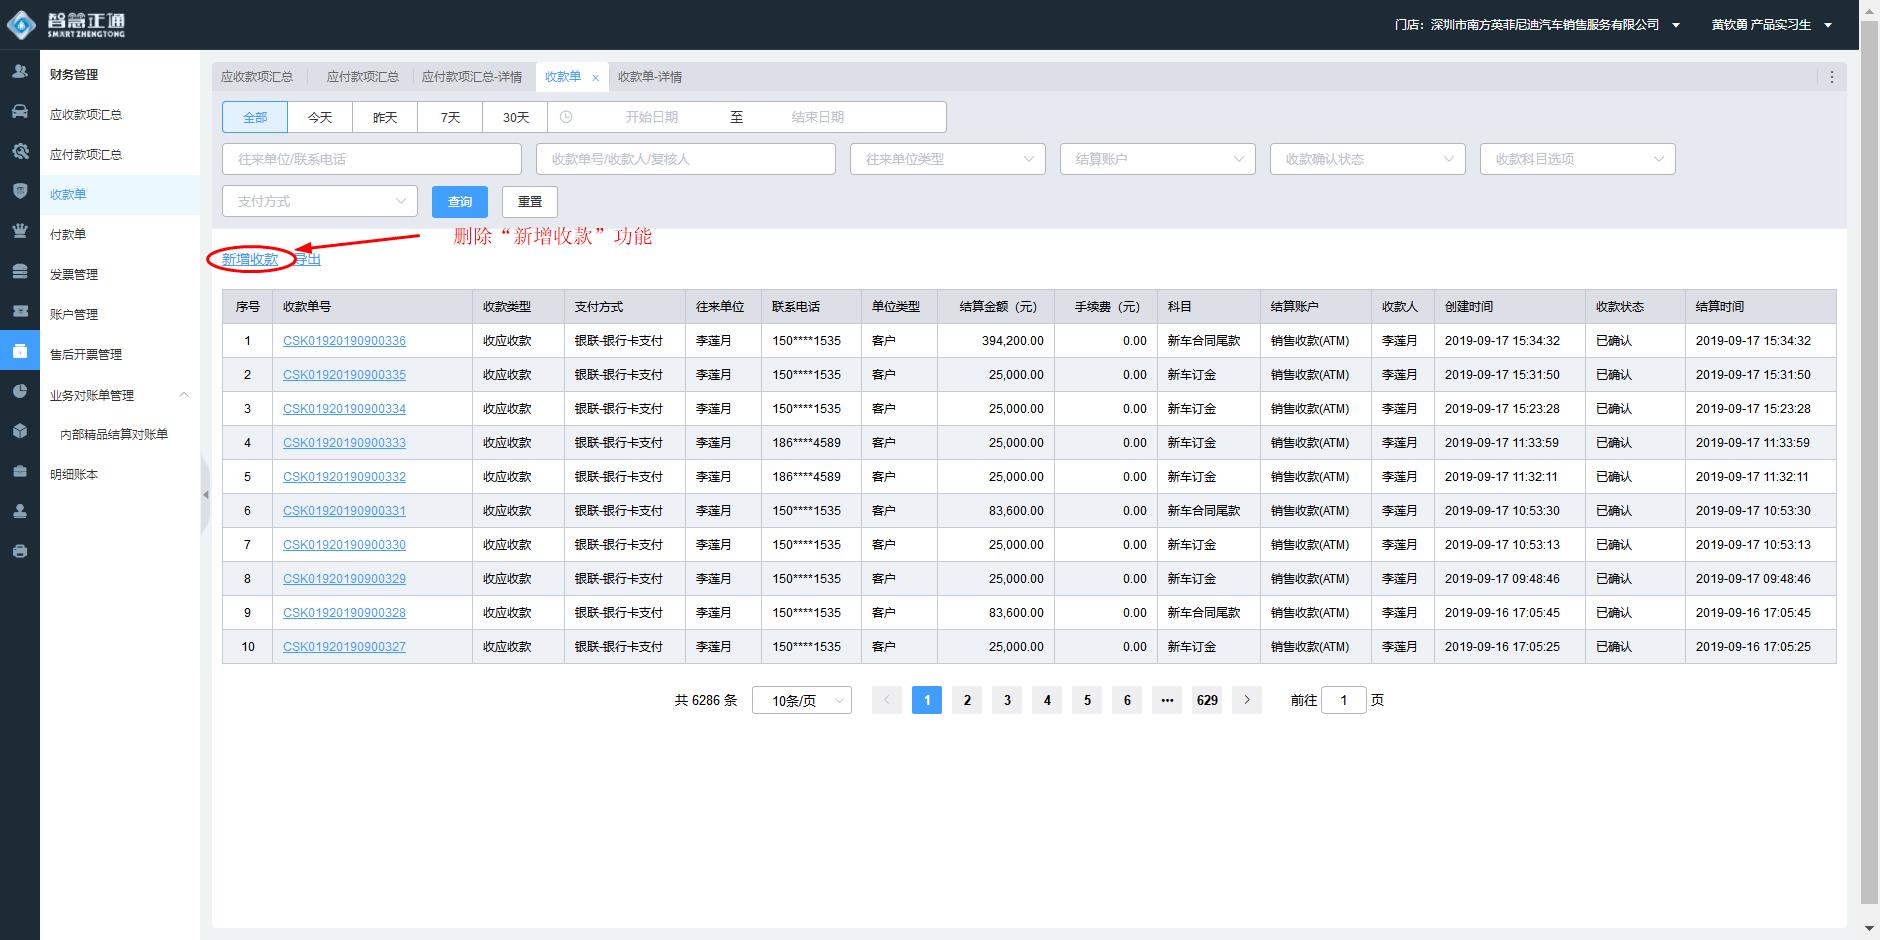 智慧正通
SMART ZHENGTONG
门店：深圳市南方英菲尼迪汽车销售服务有限公司 黄钦勇 产品实习生
财务管理
应收款项汇总
应付款项汇总
收款单
付款单
发票管理
账户管理
售后开票管理
业务对账单管理
内部精品结算对账单
明细账本
应收款项汇总 应付款项汇总 应付款项汇总-详情 收款单 × 收款单-详情
全部 今天 昨天 7天 30天 开始日期 至 结束日期
往来单位/联系电话 收款单号/收款人/复核人 往来单位类型 结算账户 收款确认状态 收款科目选项
支付方式 查询 重置
删除“新增收款”功能
新增收款 导出
序号 收款单号 收款类型 支付方式 往来单位 联系电话 单位类型 结算金额（元） 手续费（元） 科目 结算账户 收款人 创建时间 收款状态 结算时间
1 CSK01920190900336 收应收款 银联-银行卡支付 李莲月 150****1535 客户 394,200.00 0.00 新车合同尾款 销售收款(ATM) 李莲月 2019-09-17 15:34:32 已确认 2019-09-17 15:34:32
2 CSK01920190900335 收应收款 银联-银行卡支付 李莲月 150****1535 客户 25,000.00 0.00 新车订金 销售收款(ATM) 李莲月 2019-09-17 15:31:50 已确认 2019-09-17 15:31:50
3 CSK01920190900334 收应收款 银联-银行卡支付 李莲月 150****1535 客户 25,000.00 0.00 新车订金 销售收款(ATM) 李莲月 2019-09-17 15:23:28 已确认 2019-09-17 15:23:28
4 CSK01920190900333 收应收款 银联-银行卡支付 李莲月 186****4589 客户 25,000.00 0.00 新车订金 销售收款(ATM) 李莲月 2019-09-17 11:33:59 已确认 2019-09-17 11:33:59
5 CSK01920190900332 收应收款 银联-银行卡支付 李莲月 186****4589 客户 25,000.00 0.00 新车订金 销售收款(ATM) 李莲月 2019-09-17 11:32:11 已确认 2019-09-17 11:32:11
6 CSK01920190900331 收应收款 银联-银行卡支付 李莲月 150****1535 客户 83,600.00 0.00 新车合同尾款 销售收款(ATM) 李莲月 2019-09-17 10:53:30 已确认 2019-09-17 10:53:30
7 CSK01920190900330 收应收款 银联-银行卡支付 李莲月 150****1535 客户 25,000.00 0.00 新车订金 销售收款(ATM) 李莲月 2019-09-17 10:53:13 已确认 2019-09-17 10:53:13
8 CSK01920190900329 收应收款 银联-银行卡支付 李莲月 150****1535 客户 25,000.00 0.00 新车订金 销售收款(ATM) 李莲月 2019-09-17 09:48:46 已确认 2019-09-17 09:48:46
9 CSK01920190900328 收应收款 银联-银行卡支付 李莲月 150****1535 客户 83,600.00 0.00 新车合同尾款 销售收款(ATM) 李莲月 2019-09-16 17:05:45 已确认 2019-09-16 17:05:45
10 CSK01920190900327 收应收款 银联-银行卡支付 李莲月 150****1535 客户 25,000.00 0.00 新车订金 销售收款(ATM) 李莲月 2019-09-16 17:05:25 已确认 2019-09-16 17:05:25
共 6286 条 10条/页 1 2 3 4 5 6 ••• 629 前往 1 页